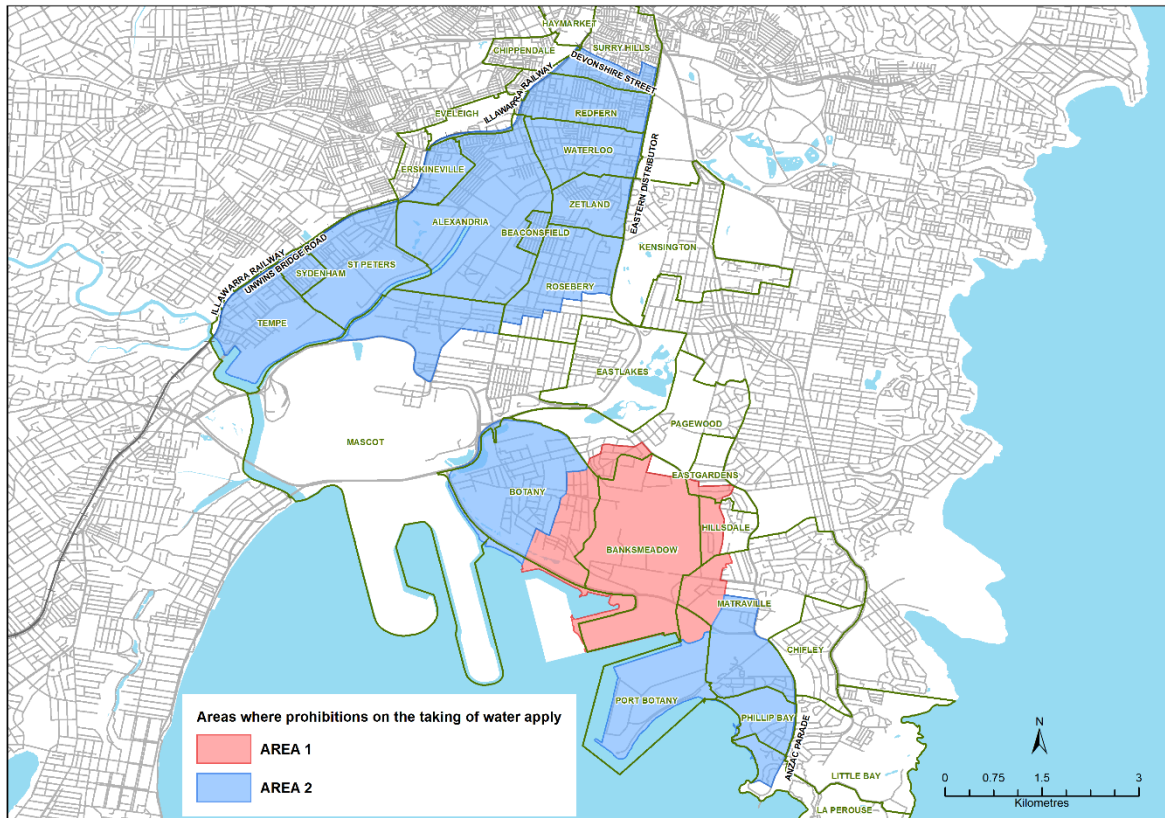 HAYMARKET
SURRY HILLS
CHIPPENDALE
DEVONSHIRE STREET
ILLAWARRA RAILWAY
EVELEIGH
REDFERN
WATERLOO
ERSKINEVILLE
ZETLAND
EASTERN DISTRIBUTOR
ALEXANDRIA
BEACONSFIELD
KENSINGTON
ILLAWARRA RAILWAY
UNWINS BRIDGE ROAD
ST PETERS
SYDENHAM
ROSEBERY
TEMPE
EASTLAKES
PAGEWOOD
MASCOT
EASTGARDENS
BOTANY
HILLSDALE
BANKSMEADOW
MATRAVILLE
CHIFLEY
PORT BOTANY
PHILLIP BAY
ANZAC PARADE
LITTLE BAY
LA PEROUSE
Areas where prohibitions on the taking of water apply
AREA 1
AREA 2
N
0 0.75 1.5 3
Kilometres